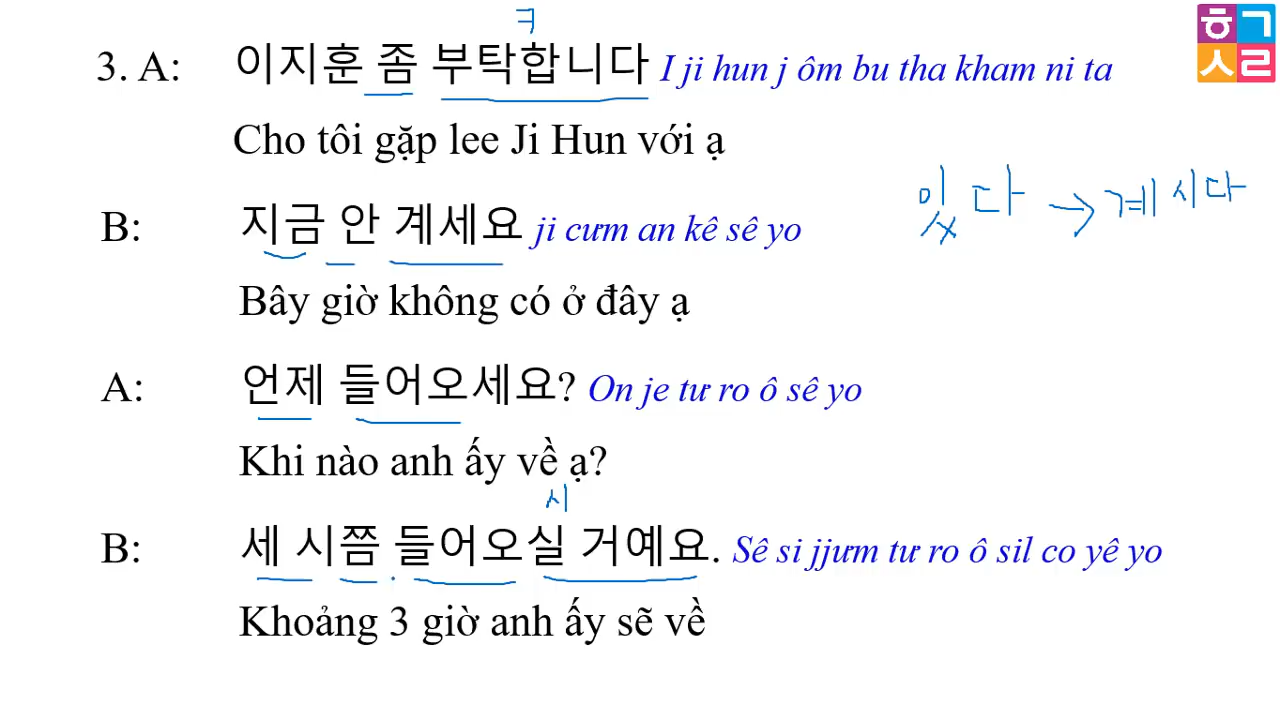 ㅋ
3. A: 이지훈 좀 부탁합니다 I ji hun j ôm bu tha kham ni ta
ㅎㄱㅅㄹ
Cho tôi gặp lee Ji Hun với ạ
있다 → 계시다
B: 지금 안 계세요 ji cưm an kê sê yo
Bây giờ không có ở đây ạ
A: 언제 들어오세요? On je tư ro ô sê yo
Khi nào anh ấy về ạ?
시
B: 세 시쯤 들어오실 거예요. Sê si jjưm tư ro ô sil co yê yo
Khoảng 3 giờ anh ấy sẽ về